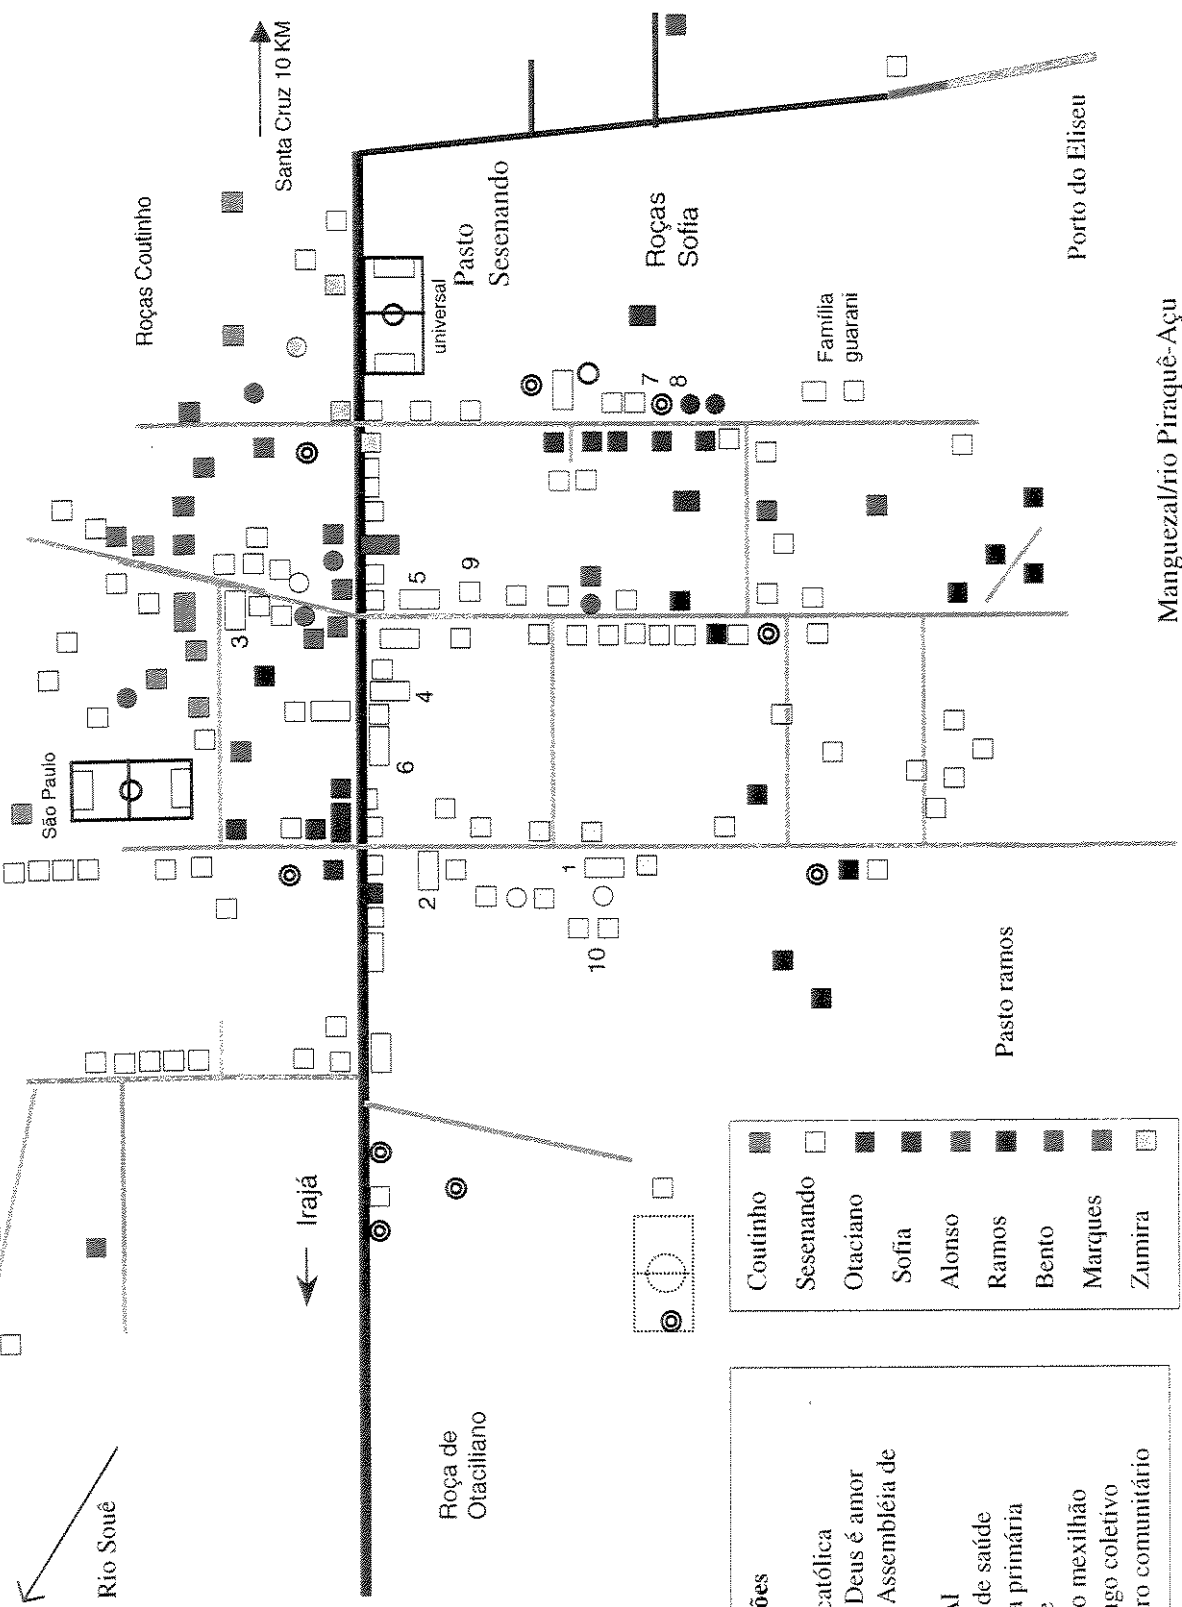 Rio Souê
São Paulo
Roças Coutinho
Santa Cruz 10 KM
Irajá
universal
Pasto
Sesenando
Roças
Sofia
Família
guarani
Porto do Eliseu
Manguezal/rio Piraquê-Açu
Pasto ramos
Roça de
Otaciliano
1
2
3
4
5
6
7
8
9
10
Coutinho
Sesenando
Otaciano
Sofia
Alonso
Ramos
Bento
Marques
Zumira
ões
católica
Deus é amor
Assembléia de
AI
de saúde
a primária
e
o mexilhão
go coletivo
ro comunitário